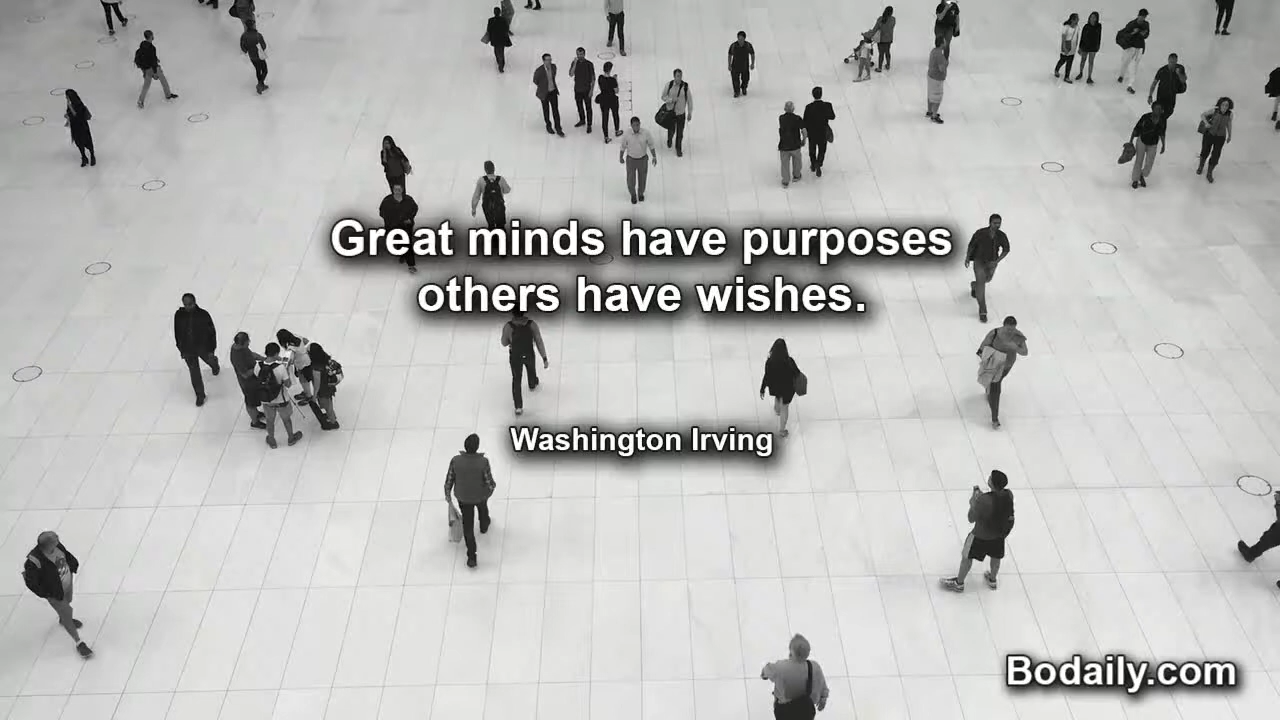 Great minds have purposes
others have wishes.
Washington Irving
Bodaily.com